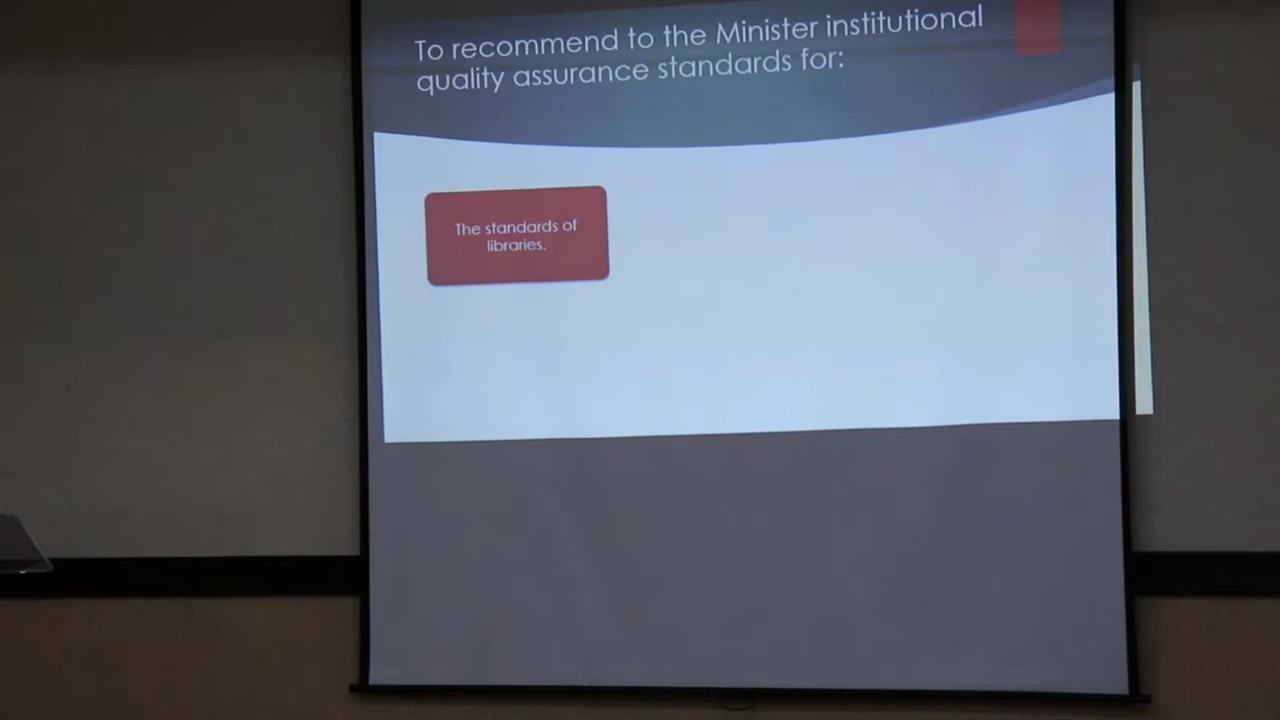 To recommend to the Minister institutional
quality assurance standards for:
The standards of
libraries.